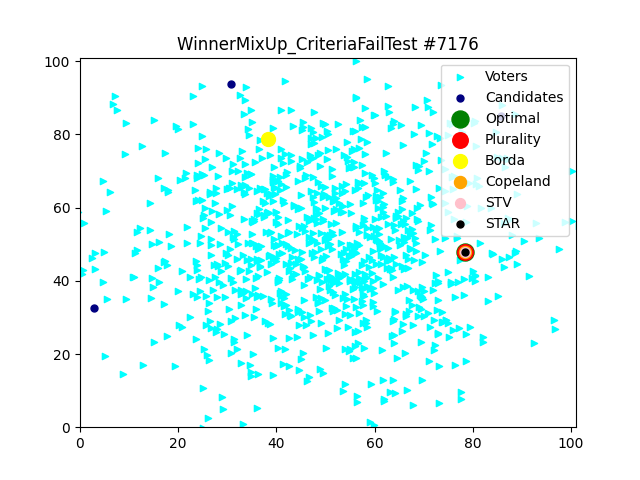 WinnerMixUp_CriteriaFailTest #7176
100
80
60
40
20
0
0
20
40
60
80
100
Voters
Candidates
Optimal
Plurality
Borda
Copeland
STV
STAR